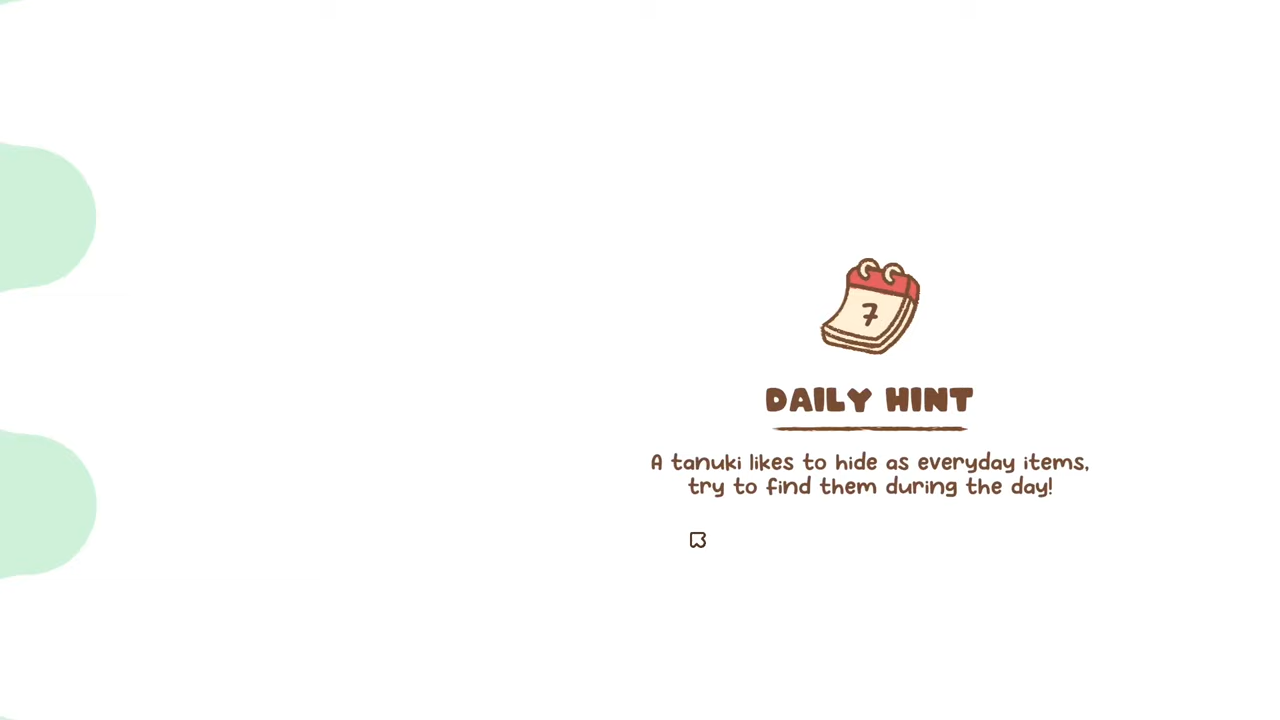 7
DAILY HINT
A tanuki likes to hide as everyday items,
try to find them during the day!